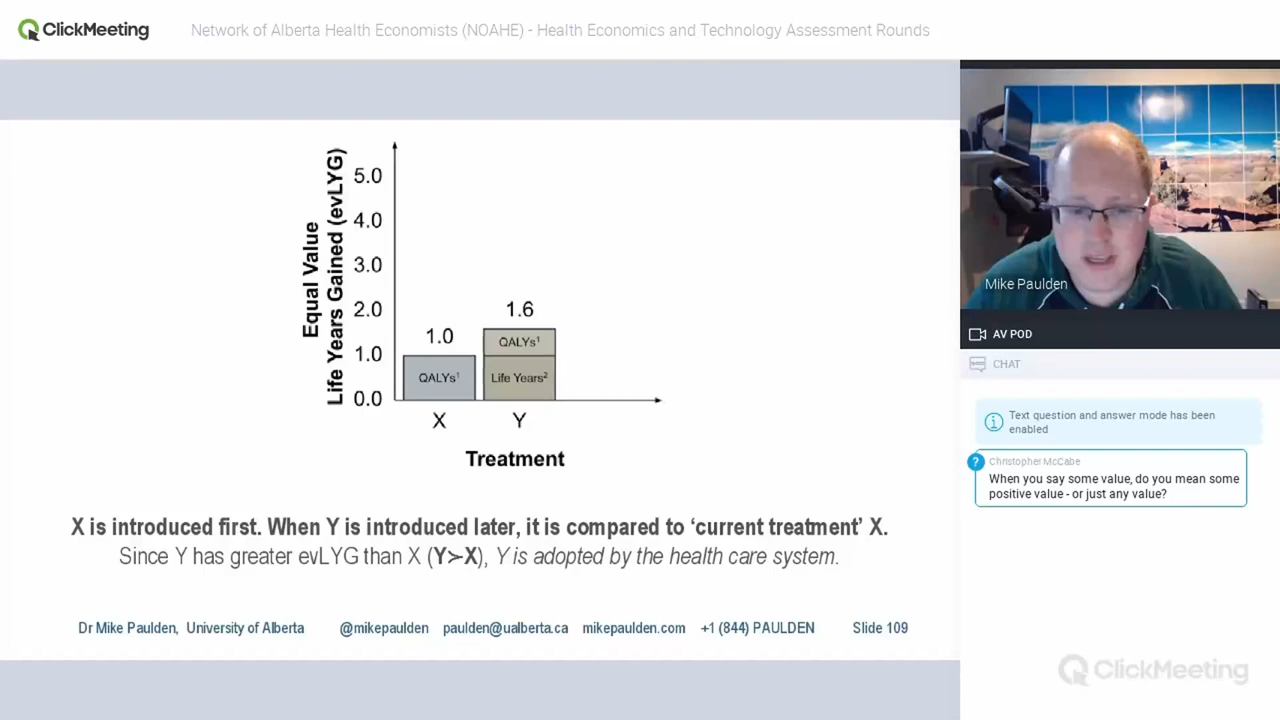 ClickMeeting
Network of Alberta Health Economists (NOAHE) - Health Economics and Technology Assessment Rounds
Equal Value
Life Years Gained (evLYG)
5.0
4.0
3.0
2.0
1.0
0.0
1.0
QALYs¹
1.6
QALYs¹
Life Years²
X
Y
Treatment
X is introduced first. When Y is introduced later, it is compared to ‘current treatment’ X.
Since Y has greater evLYG than X (Y≻X), Y is adopted by the health care system.
Dr Mike Paulden, University of Alberta @mikepaulden paulden@ualberta.ca mikepaulden.com +1 (844) PAULDEN Slide 109
Mike Paulden
AV POD
CHAT
Text question and answer mode has been
enabled
?
Christopher McCabe
When you say some value, do you mean some
positive value - or just any value?
ClickMeeting